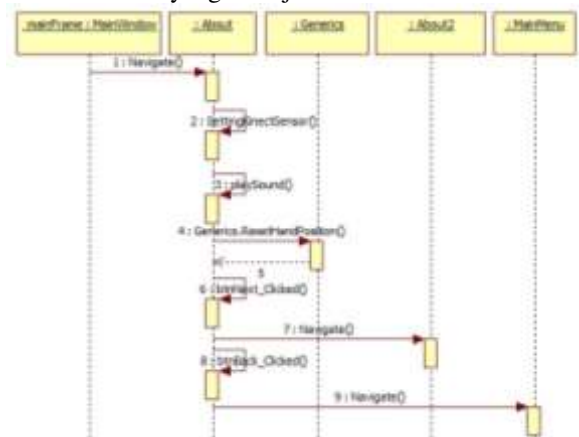 mainFrame : MainWindow
: About
: Generics
: About2
: MainMenu
1 : Navigate()
2 : SettingKinectSensor()
3 : playSound()
4 : Generics.ResetHandPosition()
5
6 : btnNext_Clicked()
7 : Navigate()
8 : btnBack_Clicked()
9 : Navigate()